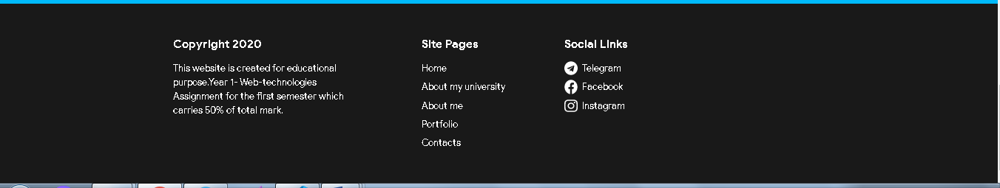 Copyright 2020
This website is created for educational
purpose.Year 1- Web-technologies
Assignment for the first semester which
carries 50% of total mark.
Site Pages
Home
About my university
About me
Portfolio
Contacts
Social Links
Telegram
Facebook
Instagram